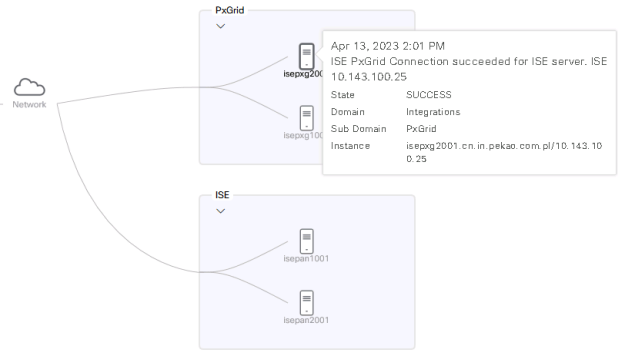 PxGrid
Apr 13, 2023 2:01 PM
ISE PxGrid Connection succeeded for ISE server. ISE
10.143.100.25
State SUCCESS
Domain Integrations
Sub Domain PxGrid
Instance isepxg2001.cn.in.pekao.com.pl/10.143.10
0.25
isepxg200
Network
isepxg100
ISE
isepan1001
isepan2001